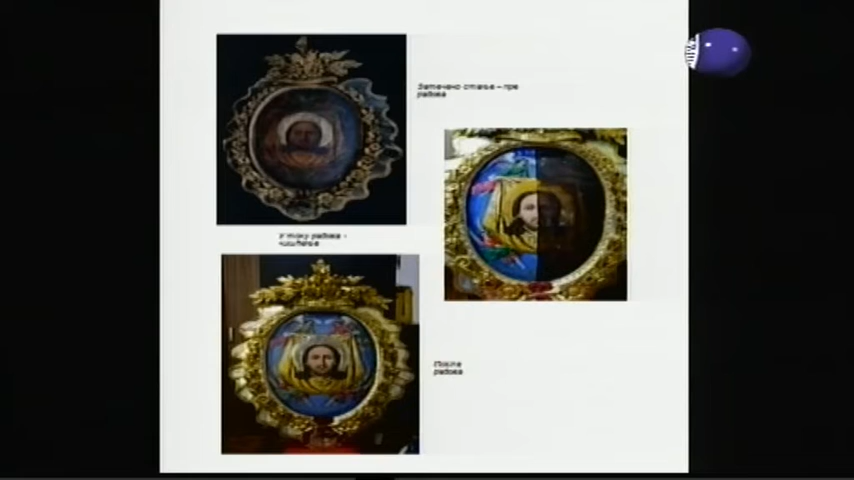 Затечено стање – пре
радова
У току радова -
чишћење
После
радова